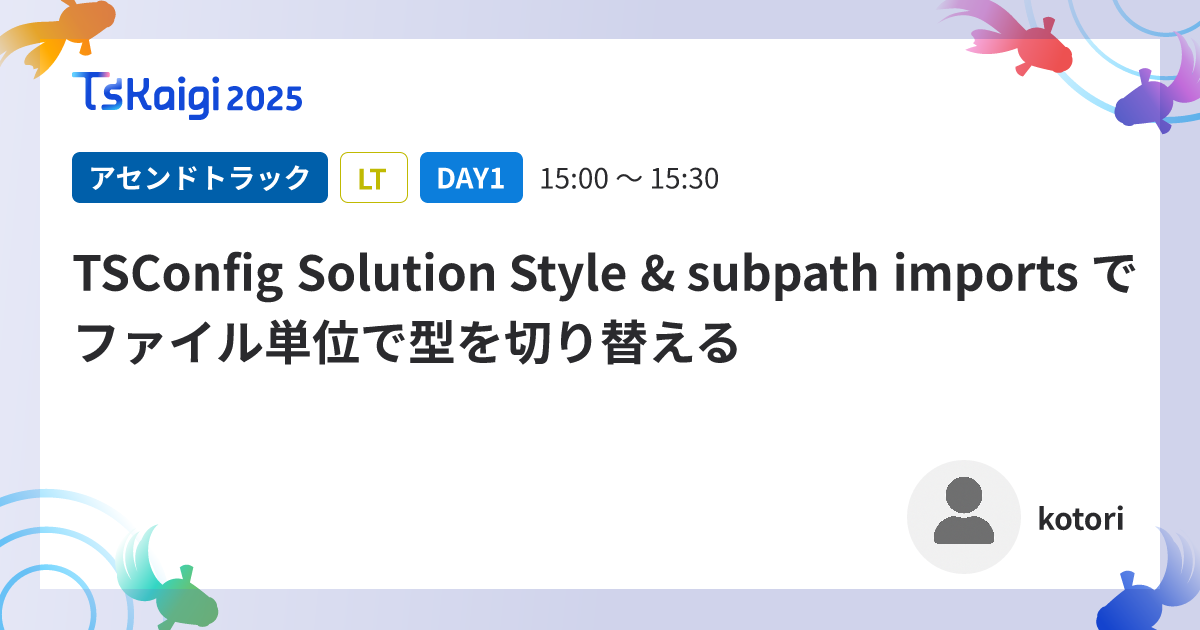 TSKaigi 2025
アセンドトラック LT DAY1 15:00 〜 15:30
TSConfig Solution Style & subpath imports で
ファイル単位で型を切り替える
kotori